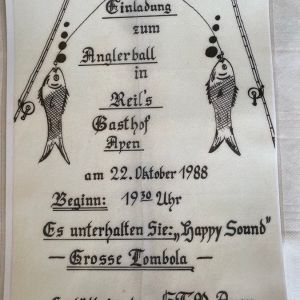 Einladung
zum
Anglerball
in
Reil's
Gasthof
Apen
am 22. Oktober 1988
Beginn: 19³⁰ Uhr
Es unterhalten Sie: „Happy Sound"
— Grosse Tombola —